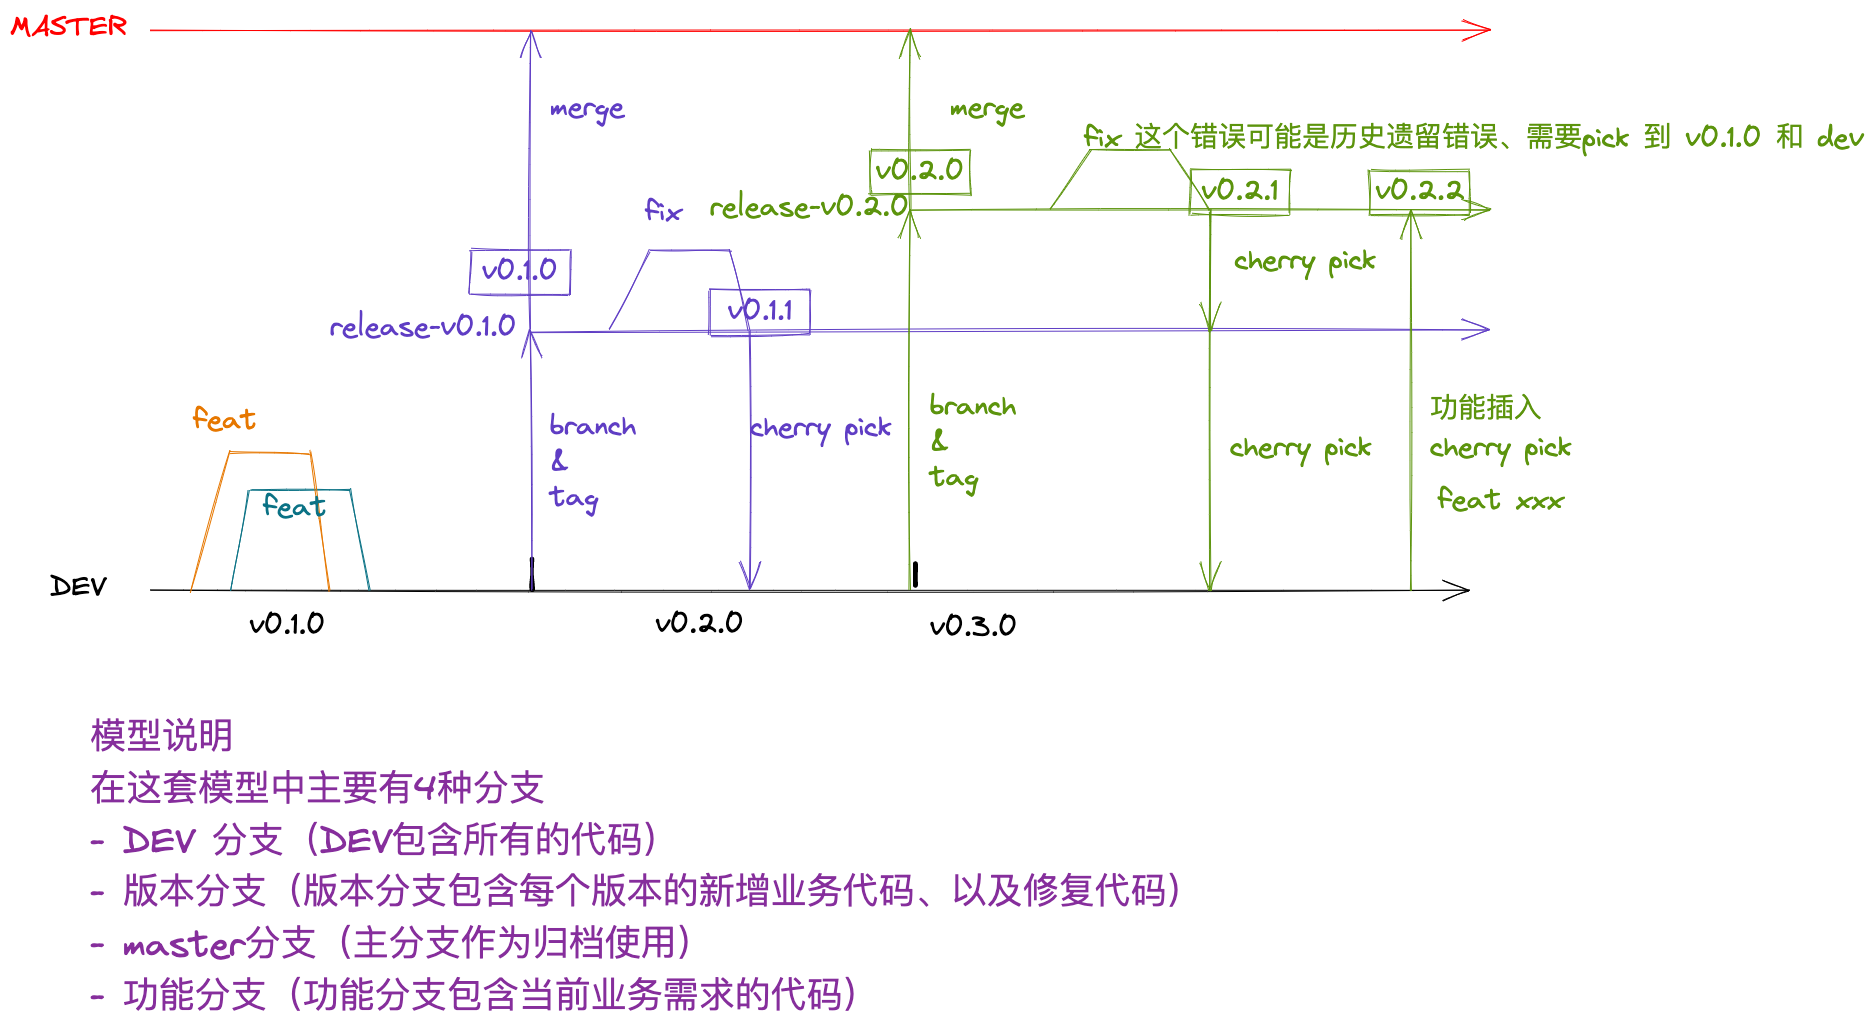 MASTER
merge
merge
fix 这个错误可能是历史遗留错误、需要pick 到 v0.1.0 和 dev
v0.2.0
v0.2.1
v0.2.2
fix
release-v0.2.0
v0.1.0
cherry pick
v0.1.1
release-v0.1.0
feat
branch
&
tag
cherry pick
branch
&
tag
cherry pick
功能插入
cherry pick
feat xxx
feat
DEV
v0.1.0
v0.2.0
v0.3.0
模型说明
在这套模型中主要有4种分支
- DEV 分支（DEV包含所有的代码）
- 版本分支（版本分支包含每个版本的新增业务代码、以及修复代码）
- master分支（主分支作为归档使用）
- 功能分支（功能分支包含当前业务需求的代码）